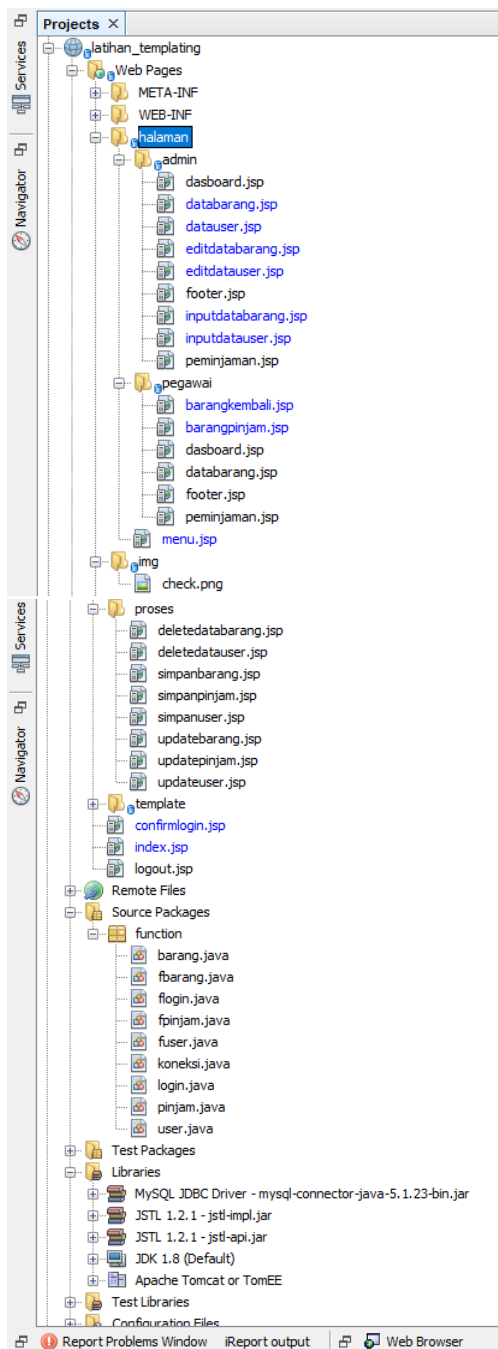 Projects
Services
Navigator
latihan_templating
Web Pages
META-INF
WEB-INF
halaman
admin
dasboard.jsp
databarang.jsp
datauser.jsp
editdatabarang.jsp
editdatauser.jsp
footer.jsp
inputdatabarang.jsp
inputdatauser.jsp
peminjaman.jsp
pegawai
barangkembali.jsp
barangpinjam.jsp
dasboard.jsp
databarang.jsp
footer.jsp
peminjaman.jsp
menu.jsp
img
check.png
Services
Navigator
proses
deletedatabarang.jsp
deletedatauser.jsp
simpanbarang.jsp
simpanpinjam.jsp
simpanuser.jsp
updatebarang.jsp
updatepinjam.jsp
updateuser.jsp
template
confirmlogin.jsp
index.jsp
logout.jsp
Remote Files
Source Packages
function
barang.java
fbarang.java
flogin.java
fpinjam.java
fuser.java
koneksi.java
login.java
pinjam.java
user.java
Test Packages
Libraries
MySQL JDBC Driver - mysql-connector-java-5.1.23-bin.jar
JSTL 1.2.1 - jstl-impl.jar
JSTL 1.2.1 - jstl-api.jar
JDK 1.8 (Default)
Apache Tomcat or TomEE
Test Libraries
Configuration Files
Report Problems Window iReport output Web Browser